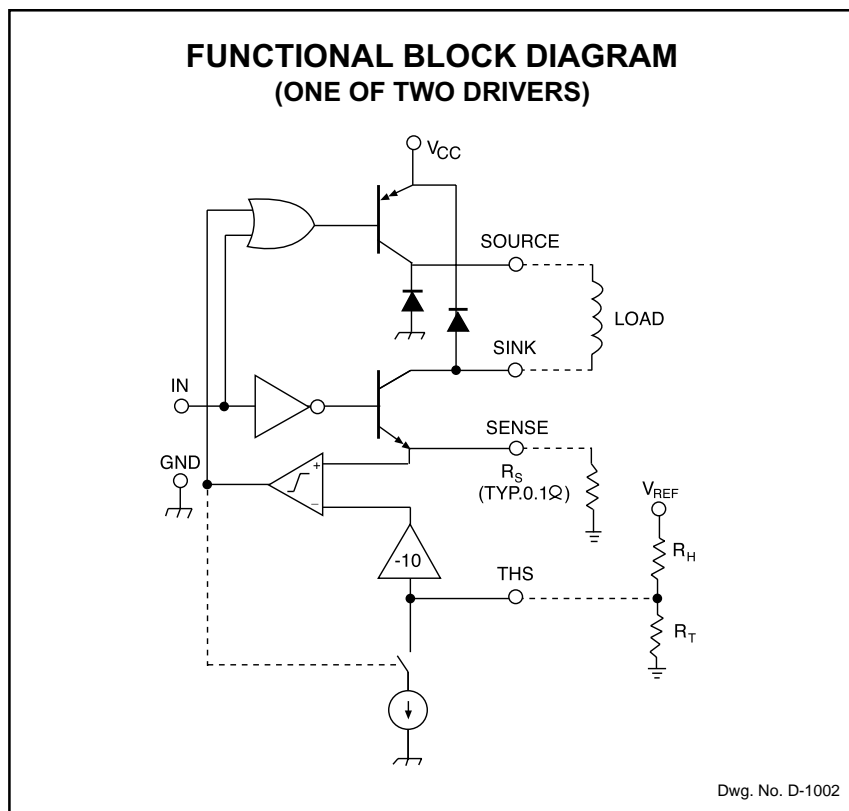 FUNCTIONAL BLOCK DIAGRAM
(ONE OF TWO DRIVERS)
VCC
SOURCE
LOAD
SINK
IN
SENSE
GND
RS
(TYP.0.1Ω)
+
−
VREF
RH
-10
THS
RT
Dwg. No. D-1002